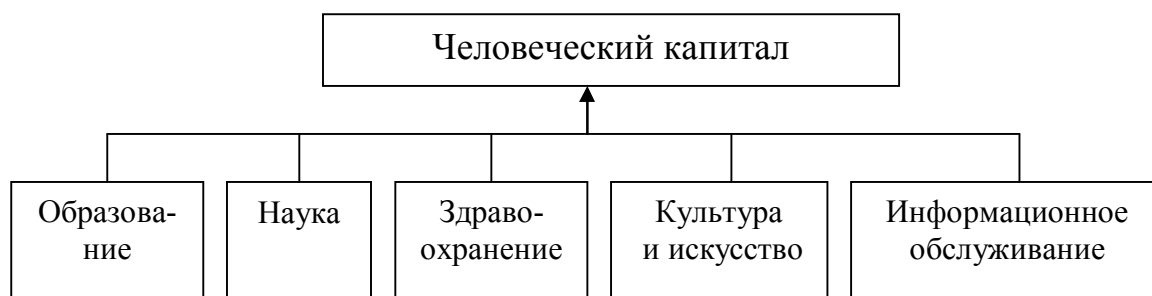 Человеческий капитал
Образова-
ние
Наука
Здраво-
охранение
Культура
и искусство
Информационное
обслуживание